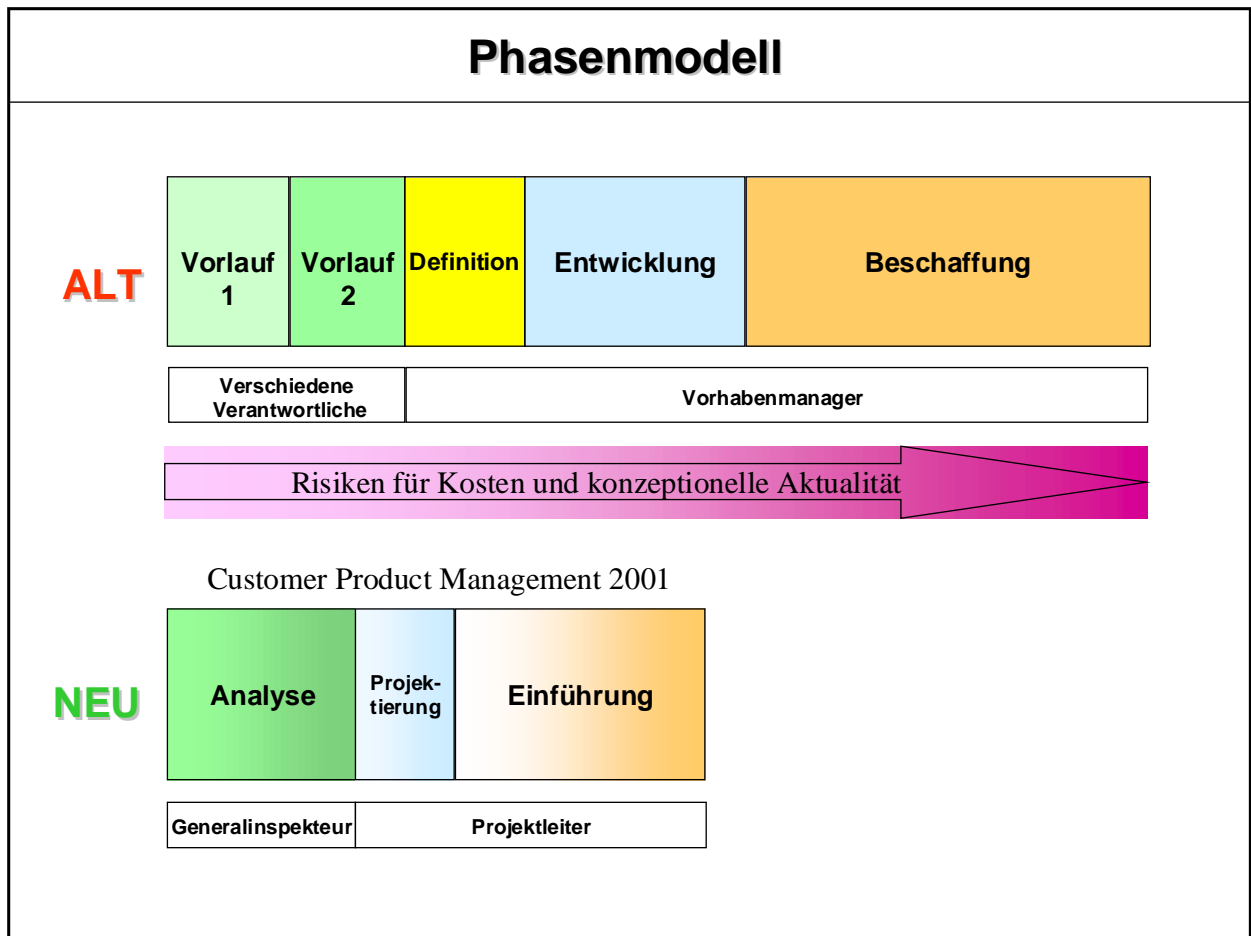 Phasenmodell
ALT
Vorlauf
1
Vorlauf
2
Definition
Entwicklung
Beschaffung
Verschiedene
Verantwortliche
Vorhabenmanager
Risiken für Kosten und konzeptionelle Aktualität
Customer Product Management 2001
NEU
Analyse
Projek-
tierung
Einführung
Generalinspekteur
Projektleiter